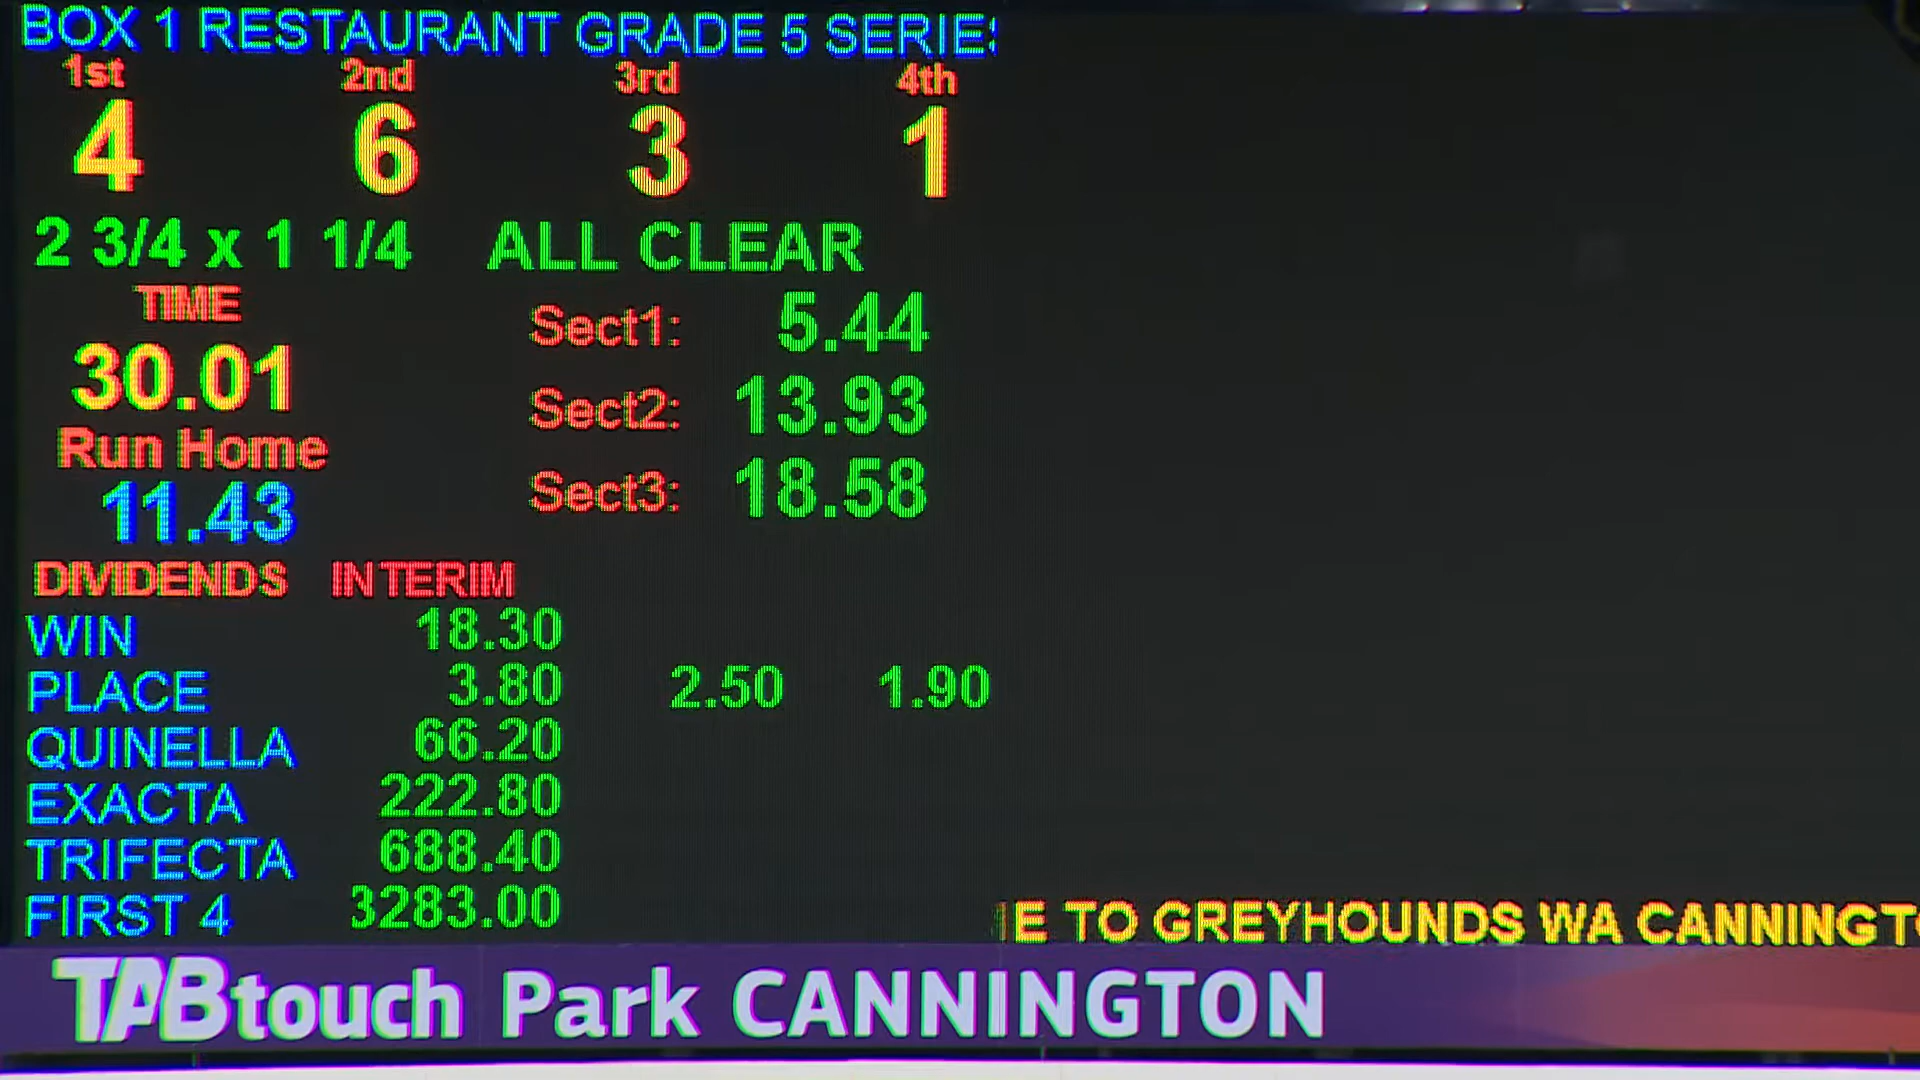 BOX 1 RESTAURANT GRADE 5 SERIES
1st 2nd 3rd 4th
4 6 3 1
2 3/4 x 1 1/4 ALL CLEAR
TIME
30.01
Run Home
11.43
Sect1: 5.44
Sect2: 13.93
Sect3: 18.58
DIVIDENDS INTERIM
WIN 18.30
PLACE 3.80 2.50 1.90
QUINELLA 66.20
EXACTA 222.80
TRIFECTA 688.40
FIRST 4 3283.00
E TO GREYHOUNDS WA CANNINGTO
TABtouch Park CANNINGTON